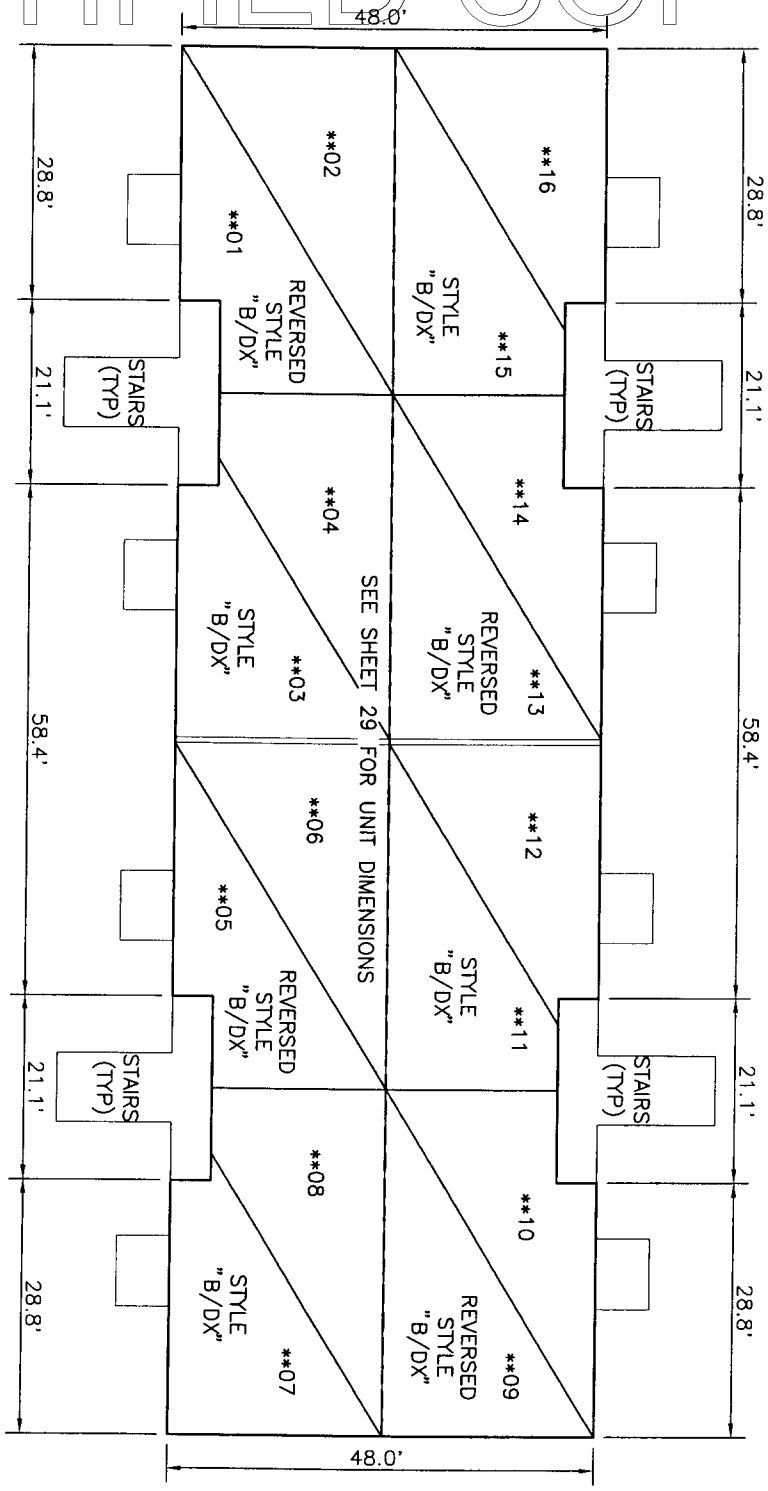 48.0'
28.8'
21.1'
58.4'
21.1'
28.8'
STAIRS
(TYP)
STAIRS
(TYP)
**16
STYLE
"B/DX"
**15
**14
REVERSED
STYLE
"B/DX"
**13
**12
STYLE
"B/DX"
**11
**10
REVERSED
STYLE
"B/DX"
**09
SEE SHEET 29 FOR UNIT DIMENSIONS
**02
**01
REVERSED
STYLE
"B/DX"
**04
STYLE
"B/DX"
**03
**06
**05
REVERSED
STYLE
"B/DX"
**08
STYLE
"B/DX"
**07
STAIRS
(TYP)
STAIRS
(TYP)
28.8'
21.1'
58.4'
21.1'
28.8'
48.0'